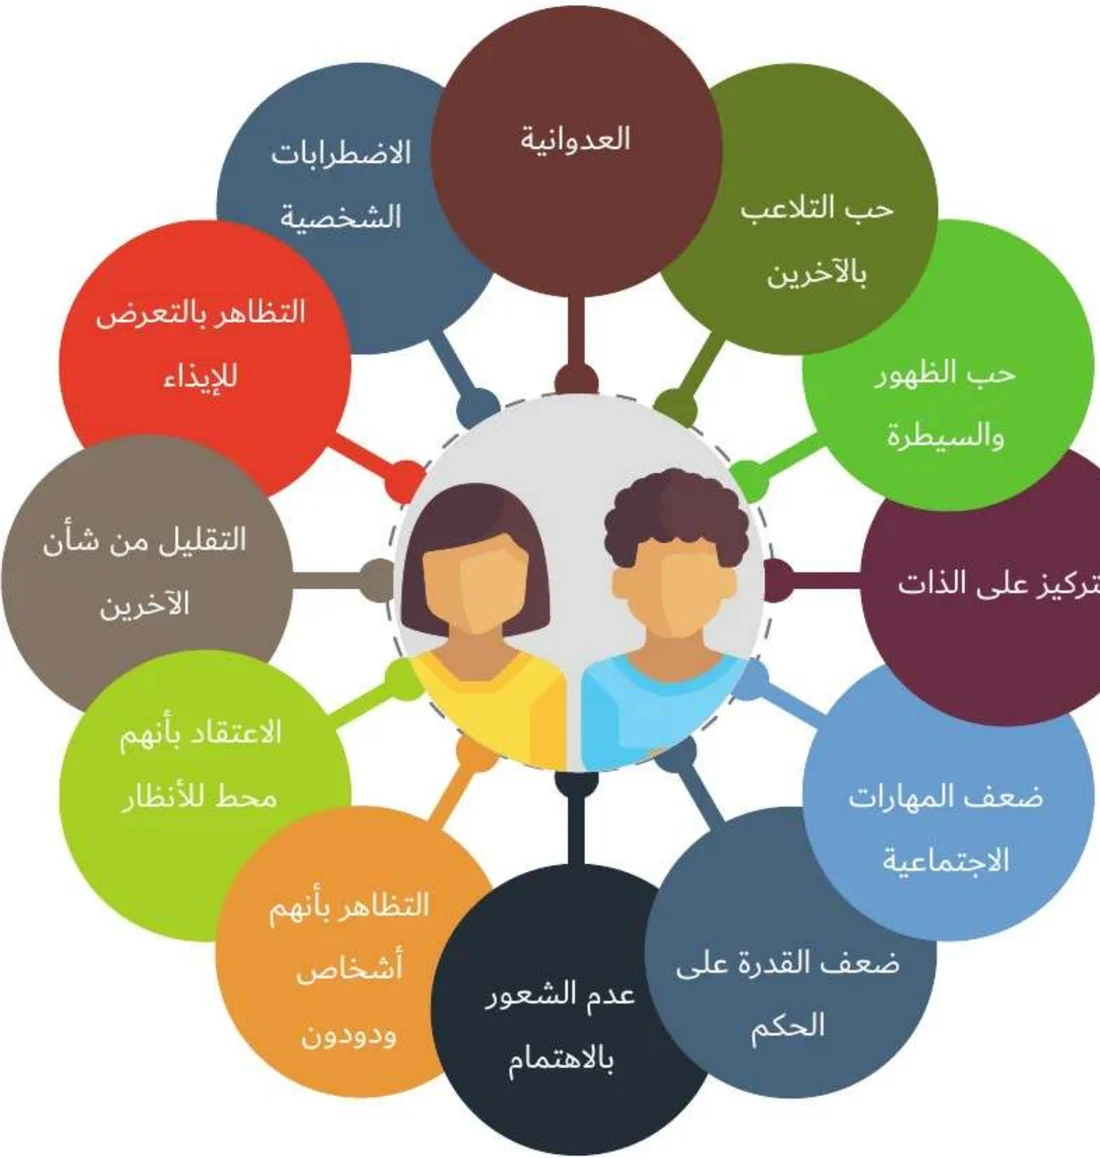 العدوانية
حب التلاعب
بالآخرين
حب الظهور
والسيطرة
تركيز على الذات
ضعف المهارات
الاجتماعية
ضعف القدرة على
الحكم
عدم الشعور
بالاهتمام
التظاهر بأنهم
أشخاص
ودودون
الاعتقاد بأنهم
محط للأنظار
التقليل من شأن
الآخرين
التظاهر بالتعرض
للإيذاء
الاضطرابات
الشخصية